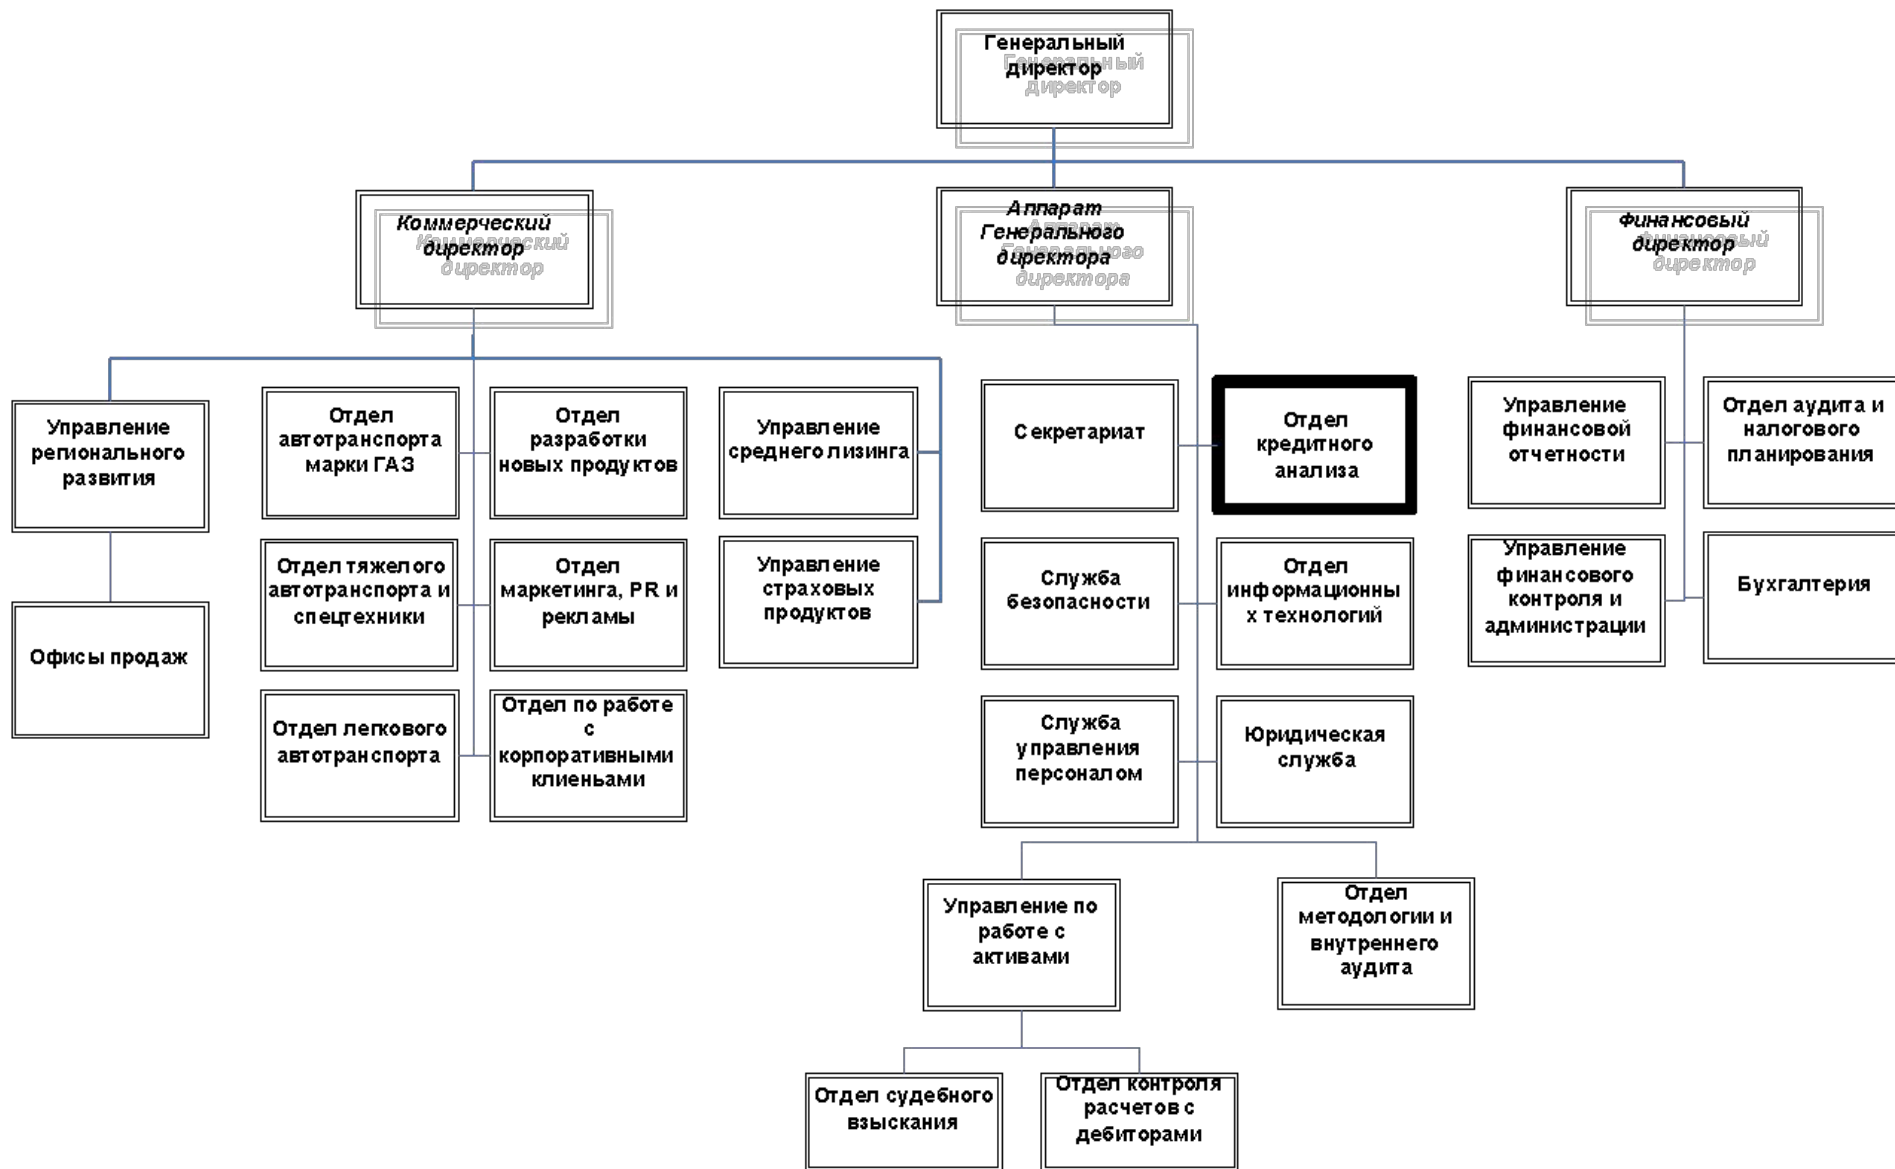 Генеральный
директор
Коммерческий
директор
Аппарат
Генерального
директора
Финансовый
директор
Управление
регионального
развития
Офисы продаж
Отдел
автотранспорта
марки ГАЗ
Отдел
разработки
новых продуктов
Отдел тяжелого
автотранспорта и
спецтехники
Отдел
маркетинга, PR и
рекламы
Отдел легкового
автотранспорта
Отдел по работе
с
корпоративными
клиеньами
Управление
среднего лизинга
Управление
страховых
продуктов
Секретариат
Отдел
кредитного
анализа
Служба
безопасности
Отдел
информационны
х технологий
Служба
управления
персоналом
Юридическая
служба
Управление по
работе с
активами
Отдел
методологии и
внутреннего
аудита
Отдел судебного
взыскания
Отдел контроля
расчетов с
дебиторами
Управление
финансовой
отчетности
Отдел аудита и
налогового
планирования
Управление
финансового
контроля и
администрации
Бухгалтерия